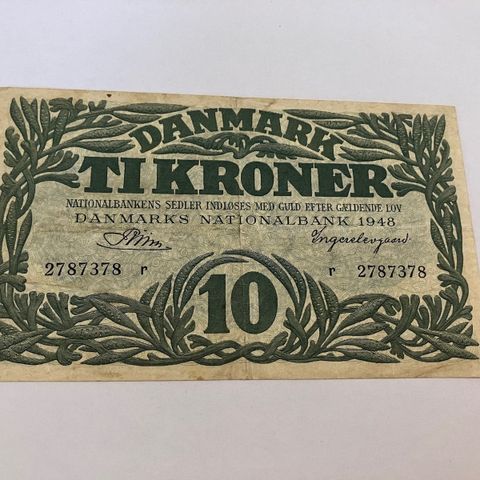 DANMARK
TI KRONER
NATIONALBANKENS SEDLER INDLØSES MED GULD EFTER GÆLDENDE LOV
DANMARKS NATIONALBANK 1948
2787378 r r 2787378
10